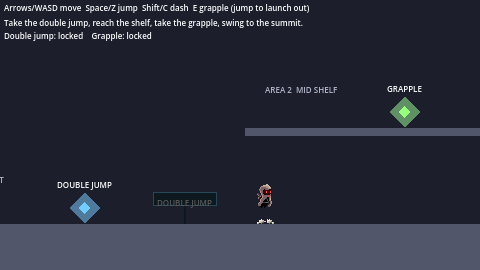 Arrows/WASD move  Space/Z jump  Shift/C dash  E grapple (jump to launch out)
Take the double jump, reach the shelf, take the grapple, swing to the summit.
Double jump: locked    Grapple: locked
AREA 2  MID SHELF
GRAPPLE
T
DOUBLE JUMP
DOUBLE JUMP